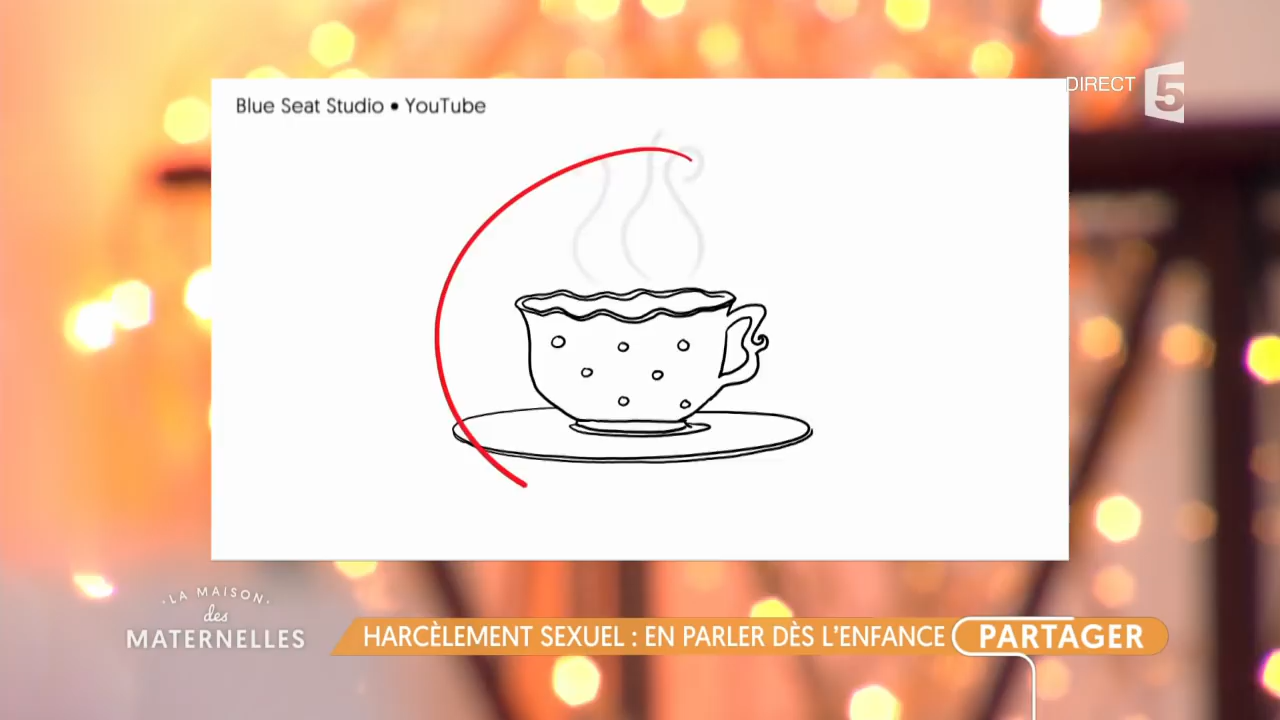 Blue Seat Studio • YouTube
DIRECT
5
LA MAISON
des
MATERNELLES
HARCÈLEMENT SEXUEL : EN PARLER DÈS L'ENFANCE
PARTAGER